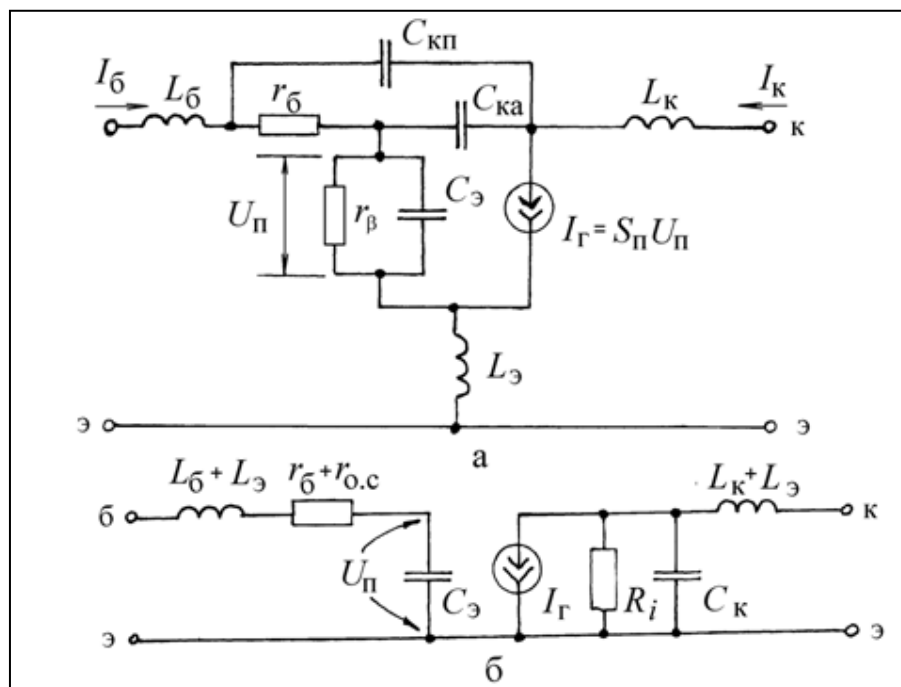 Cкп
Iб Lб rб Cка Lк Iк
к
Uп rβ Cэ Iг = SпUп
Lэ
э э
а
Lб + Lэ rб + rо.с Lк + Lэ
б к
Uп Cэ Iг Ri Cк
э э
б